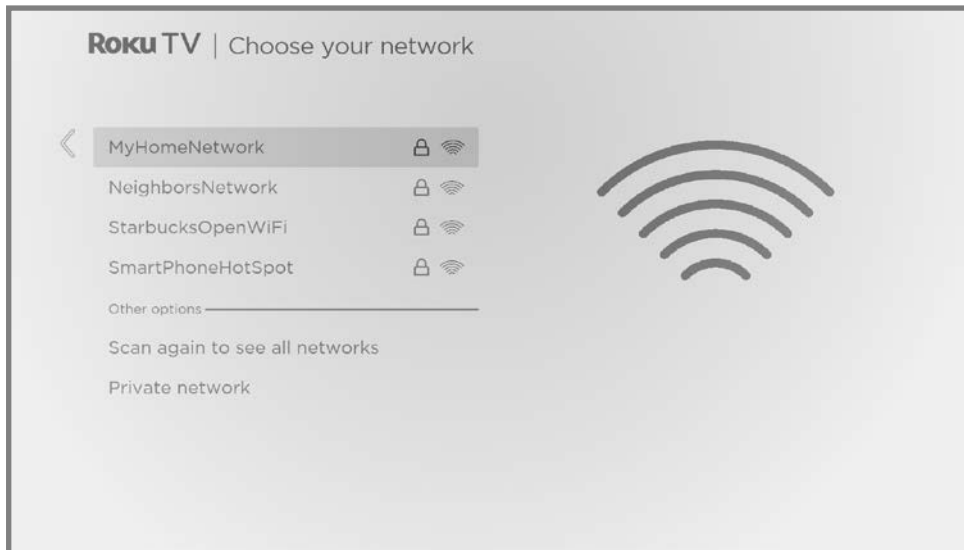 Roku TV | Choose your network
MyHomeNetwork
NeighborsNetwork
StarbucksOpenWiFi
SmartPhoneHotSpot
Other options
Scan again to see all networks
Private network